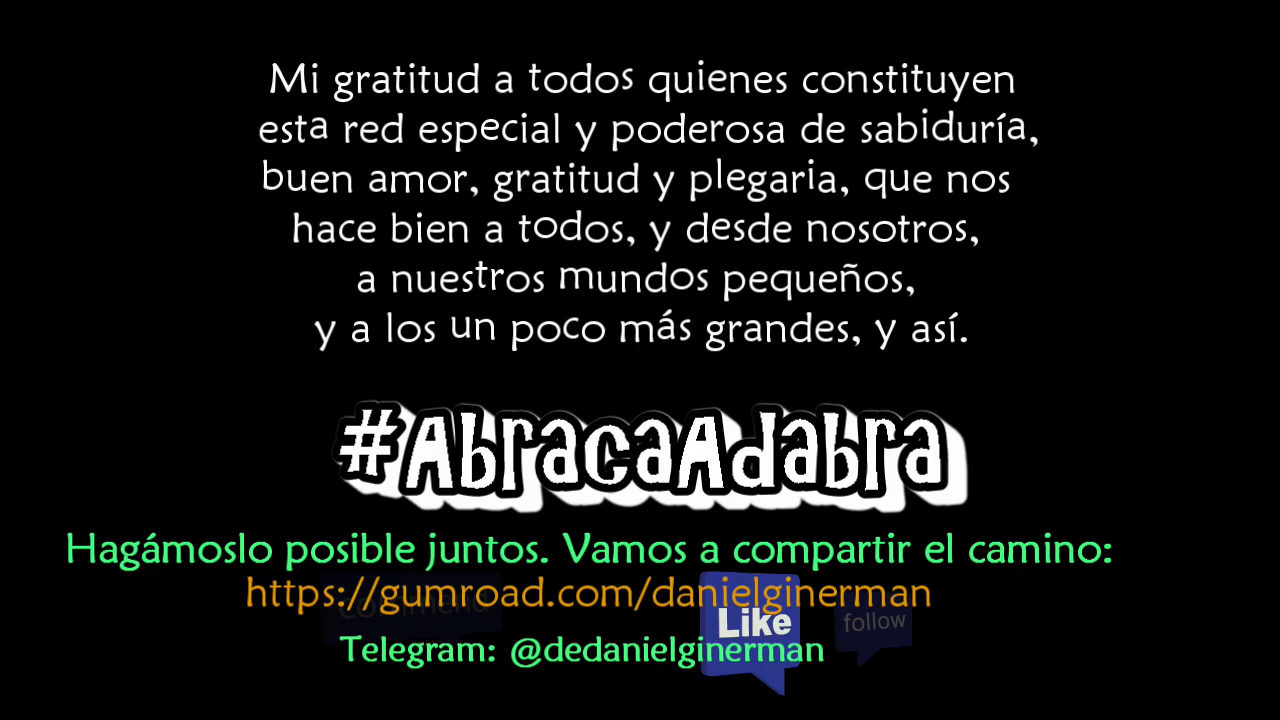 Mi gratitud a todos quienes constituyen
esta red especial y poderosa de sabiduría,
buen amor, gratitud y plegaria, que nos
hace bien a todos, y desde nosotros,
a nuestros mundos pequeños,
y a los un poco más grandes, y así.
#AbracaAdabra
Hagámoslo posible juntos. Vamos a compartir el camino:
https://gumroad.com/danielginerman
Like
follow
Telegram: @dedanielginerman